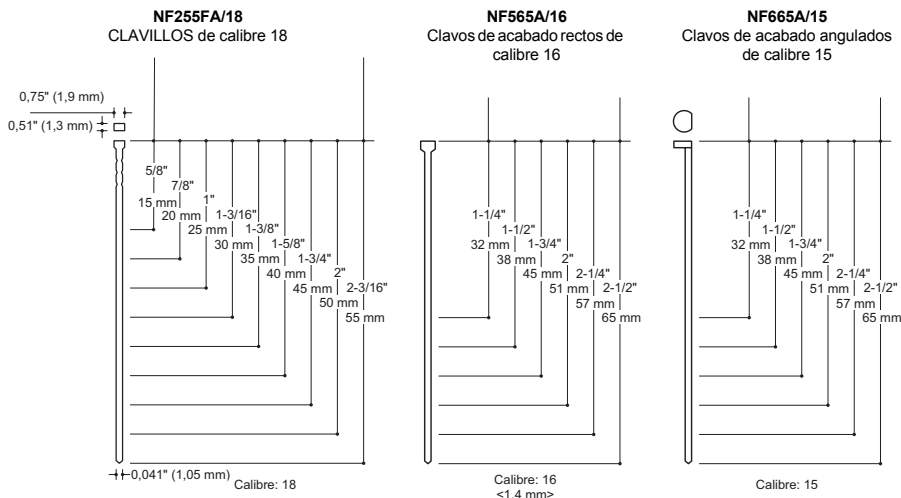 NF255FA/18
CLAVILLOS de calibre 18
0,75" (1,9 mm)
0,51" (1,3 mm)
5/8"
15 mm
7/8"
20 mm
1"
25 mm
1-3/16"
30 mm
1-3/8"
35 mm
1-5/8"
40 mm
1-3/4"
45 mm
2"
50 mm
2-3/16"
55 mm
0,041" (1,05 mm)
Calibre: 18
NF565A/16
Clavos de acabado rectos de
calibre 16
1-1/4"
32 mm
1-1/2"
38 mm
1-3/4"
45 mm
2"
51 mm
2-1/4"
57 mm
2-1/2"
65 mm
Calibre: 16
<1.4 mm>
NF665A/15
Clavos de acabado angulados
de calibre 15
1-1/4"
32 mm
1-1/2"
38 mm
1-3/4"
45 mm
2"
51 mm
2-1/4"
57 mm
2-1/2"
65 mm
Calibre: 15